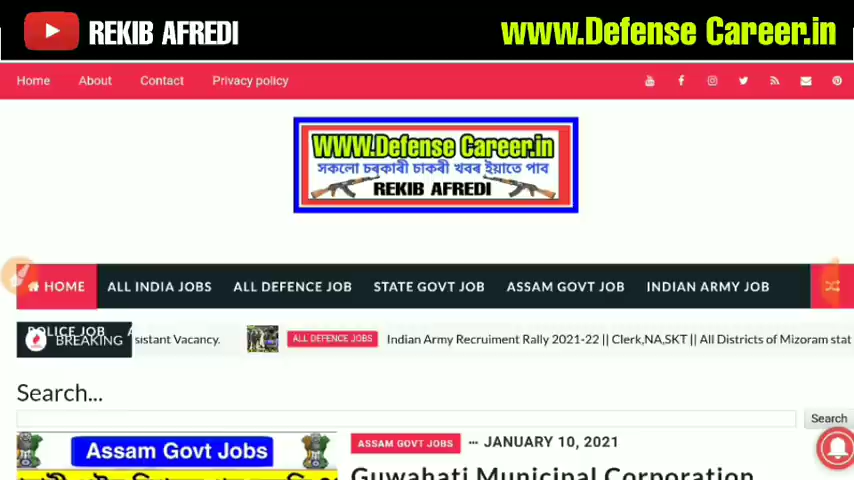 REKIB AFREDI
www.Defense Career.in
Home About Contact Privacy policy
WWW.Defense Career.in
সকলো চৰকাৰী চাকৰী খবৰ ইয়াতে পাব
REKIB AFREDI
HOME ALL INDIA JOBS ALL DEFENCE JOB STATE GOVT JOB ASSAM GOVT JOB INDIAN ARMY JOB
POLICE JOB
BREAKING sistant Vacancy. ALL DEFENCE JOBS Indian Army Recruiment Rally 2021-22 || Clerk,NA,SKT || All Districts of Mizoram stat
Search...
Search
Assam Govt Jobs
ASSAM GOVT JOBS ··· JANUARY 10, 2021
Guwahati Municipal Corporation